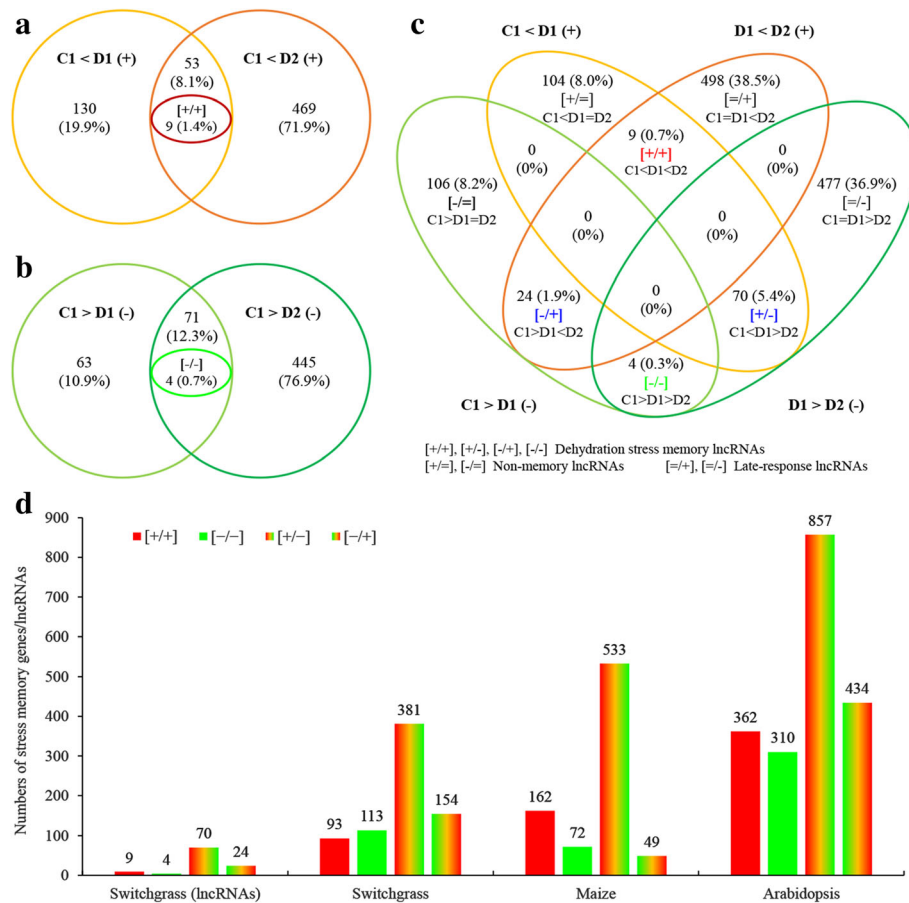 a
C1 < D1 (+)
C1 < D2 (+)
53
(8.1%)
[+/+]
9 (1.4%)
130
(19.9%)
469
(71.9%)
b
C1 > D1 (-)
C1 > D2 (-)
71
(12.3%)
[-/-]
4 (0.7%)
63
(10.9%)
445
(76.9%)
c
C1 < D1 (+)
D1 < D2 (+)
104 (8.0%)
[+/=]
C1<D1=D2
498 (38.5%)
[=/+]
C1=D1<D2
9 (0.7%)
[+/+]
C1<D1<D2
0
(0%)
0
(0%)
106 (8.2%)
[-/=]
C1>D1=D2
477 (36.9%)
[=/-]
C1=D1>D2
0
(0%)
0
(0%)
24 (1.9%)
[-/+]
C1>D1<D2
0
(0%)
70 (5.4%)
[+/-]
C1<D1>D2
4 (0.3%)
[-/-]
C1>D1>D2
C1 > D1 (-)
D1 > D2 (-)
[+/+], [+/-], [-/+], [-/-] Dehydration stress memory lncRNAs
[+/=], [-/=] Non-memory lncRNAs [=/+], [=/-] Late-response lncRNAs
d
[+/+] [−/−] [+/−] [−/+]
Numbers of stress memory genes/lncRNAs
900
800
700
600
500
400
300
200
100
0
9 4 70 24
93 113 381 154
162 72 533 49
362 310 857 434
Switchgrass (lncRNAs) Switchgrass Maize Arabidopsis